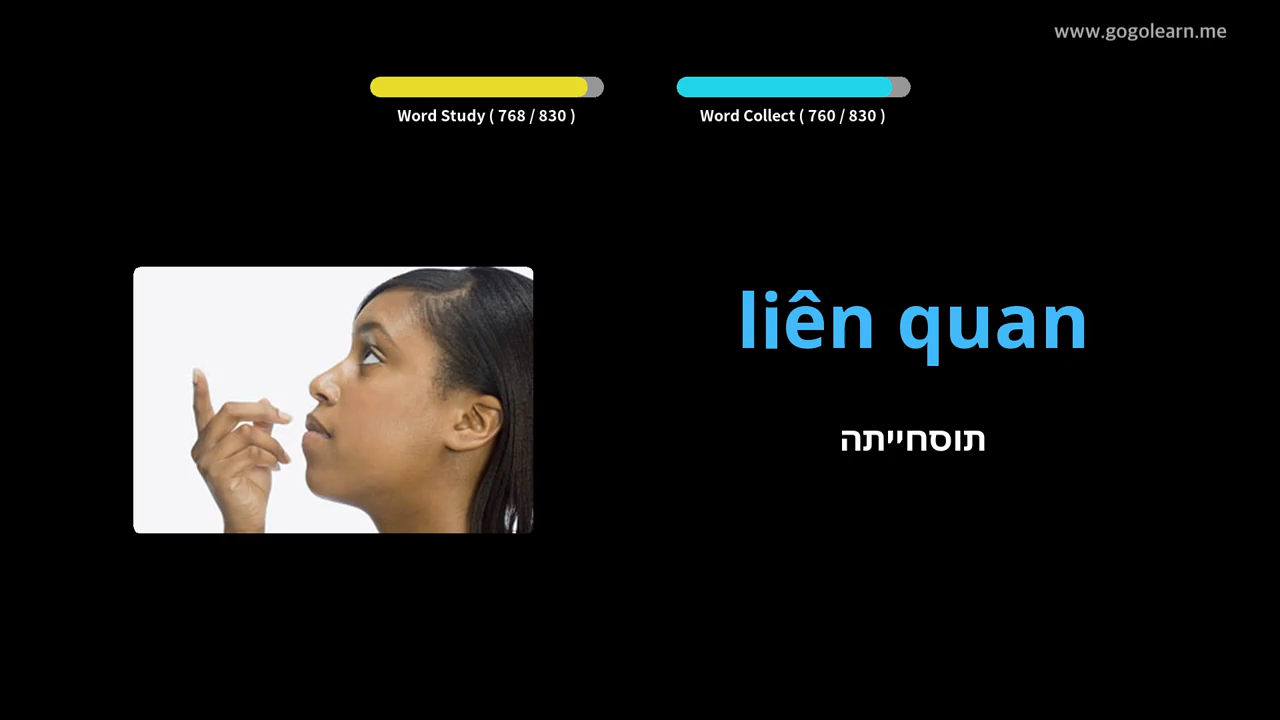 www.gogolearn.me
Word Study ( 768 / 830 )
Word Collect ( 760 / 830 )
liên quan
תוסחייתה